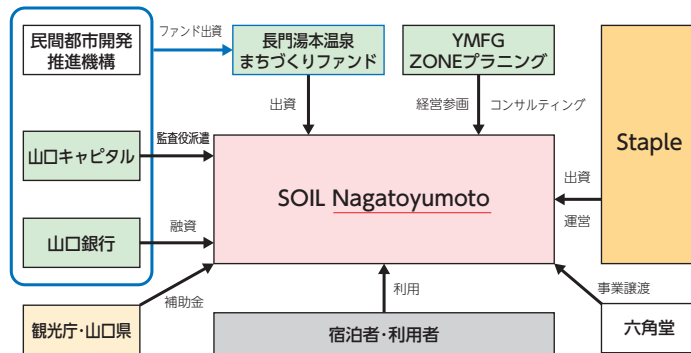 民間都市開発
推進機構
ファンド出資
長門湯本温泉
まちづくりファンド
YMFG
ZONEプラニング
出資
経営参画
コンサルティング
山口キャピタル
監査役派遣
Staple
SOIL Nagatoyumoto
出資
運営
山口銀行
融資
補助金
利用
事業譲渡
観光庁・山口県
宿泊者・利用者
六角堂